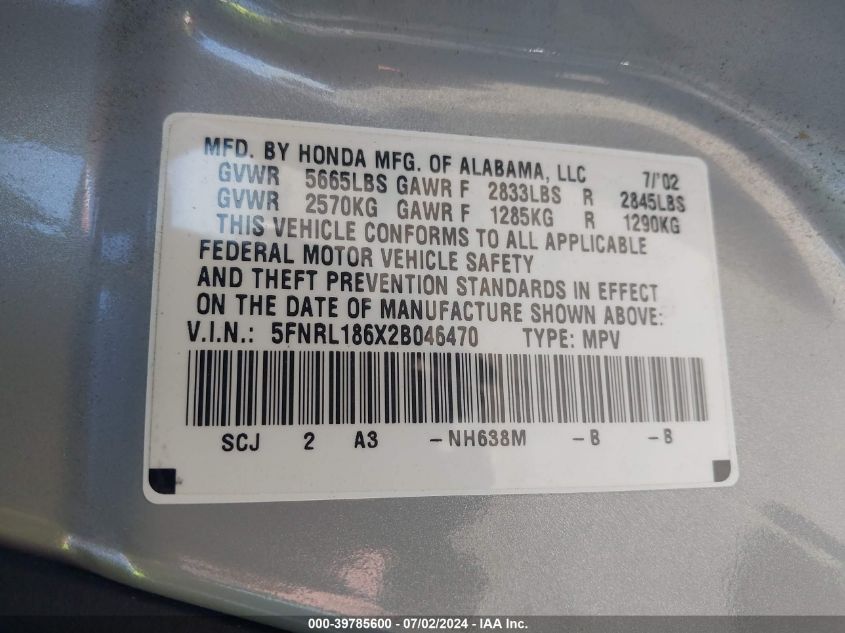 MFD. BY HONDA MFG. OF ALABAMA, LLC 7/'02
GVWR 5665LBS GAWR F 2833LBS R 2845LBS
GVWR 2570KG GAWR F 1285KG R 1290KG
THIS VEHICLE CONFORMS TO ALL APPLICABLE
FEDERAL MOTOR VEHICLE SAFETY
AND THEFT PREVENTION STANDARDS IN EFFECT
ON THE DATE OF MANUFACTURE SHOWN ABOVE:
V.I.N.: 5FNRL186X2B046470 TYPE: MPV
SCJ 2 A3 -NH638M -B -B
000-39785600 - 07/02/2024 - IAA Inc.